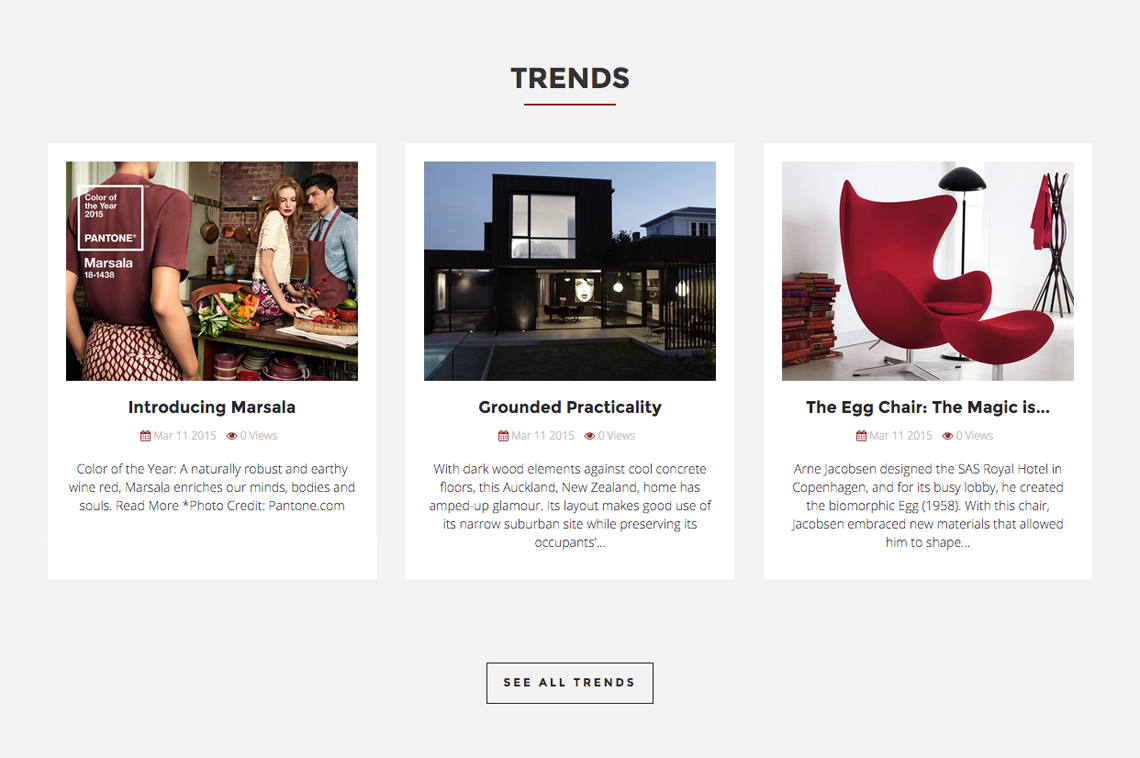 TRENDS
Color of
the Year
2015
PANTONE®
Marsala
18-1438
Introducing Marsala
Mar 11 2015 0 Views
Color of the Year: A naturally robust and earthy
wine red, Marsala enriches our minds, bodies and
souls. Read More *Photo Credit: Pantone.com
Grounded Practicality
Mar 11 2015 0 Views
With dark wood elements against cool concrete
floors, this Auckland, New Zealand, home has
amped-up glamour. Its layout makes good use of
its narrow suburban site while preserving its
occupants'...
The Egg Chair: The Magic is...
Mar 11 2015 0 Views
Arne Jacobsen designed the SAS Royal Hotel in
Copenhagen, and for its busy lobby, he created
the biomorphic Egg (1958). With this chair,
Jacobsen embraced new materials that allowed
him to shape...
SEE ALL TRENDS